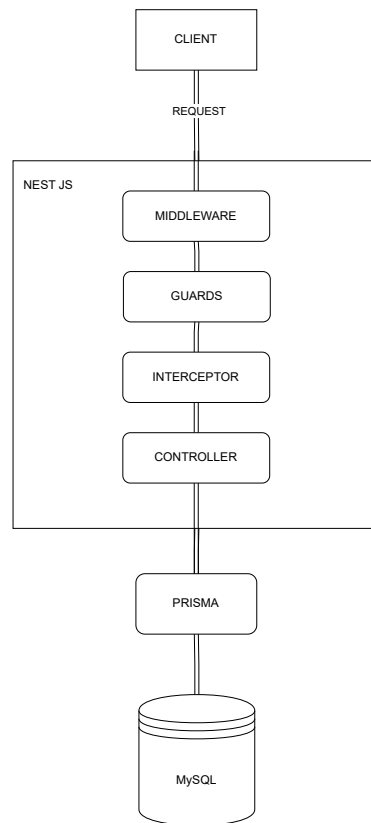 CLIENT
REQUEST
NEST JS
MIDDLEWARE
GUARDS
INTERCEPTOR
CONTROLLER
PRISMA
MySQL